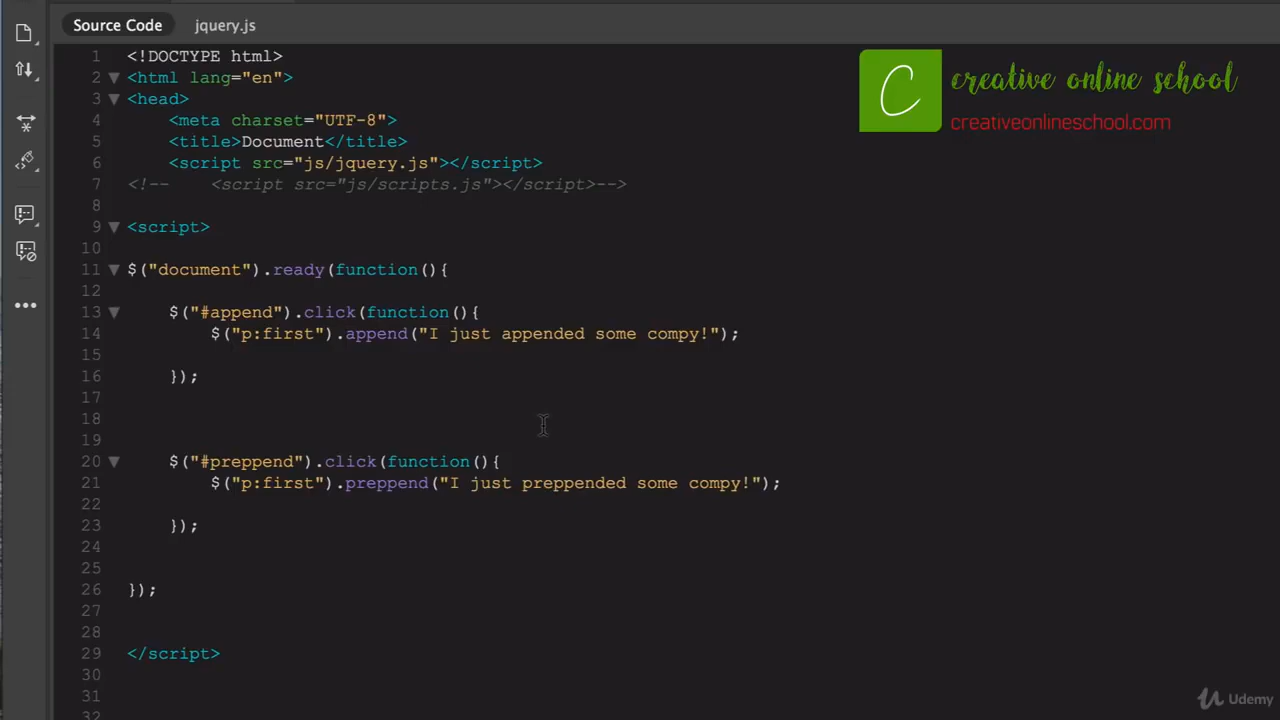 Source Code jquery.js
1 <!DOCTYPE html>
2 <html lang="en">
3 <head>
4 <meta charset="UTF-8">
5 <title>Document</title>
6 <script src="js/jquery.js"></script>
7 <!-- <script src="js/scripts.js"></script>-->
8
9 <script>
10
11 $("document").ready(function(){
12
13 $("#append").click(function(){
14 $("p:first").append("I just appended some compy!");
15
16 });
17
18
19
20 $("#preppend").click(function(){
21 $("p:first").preppend("I just preppended some compy!");
22
23 });
24
25
26 });
27
28
29 </script>
30
31
32
C creative online school
creativeonlineschool.com
Udemy